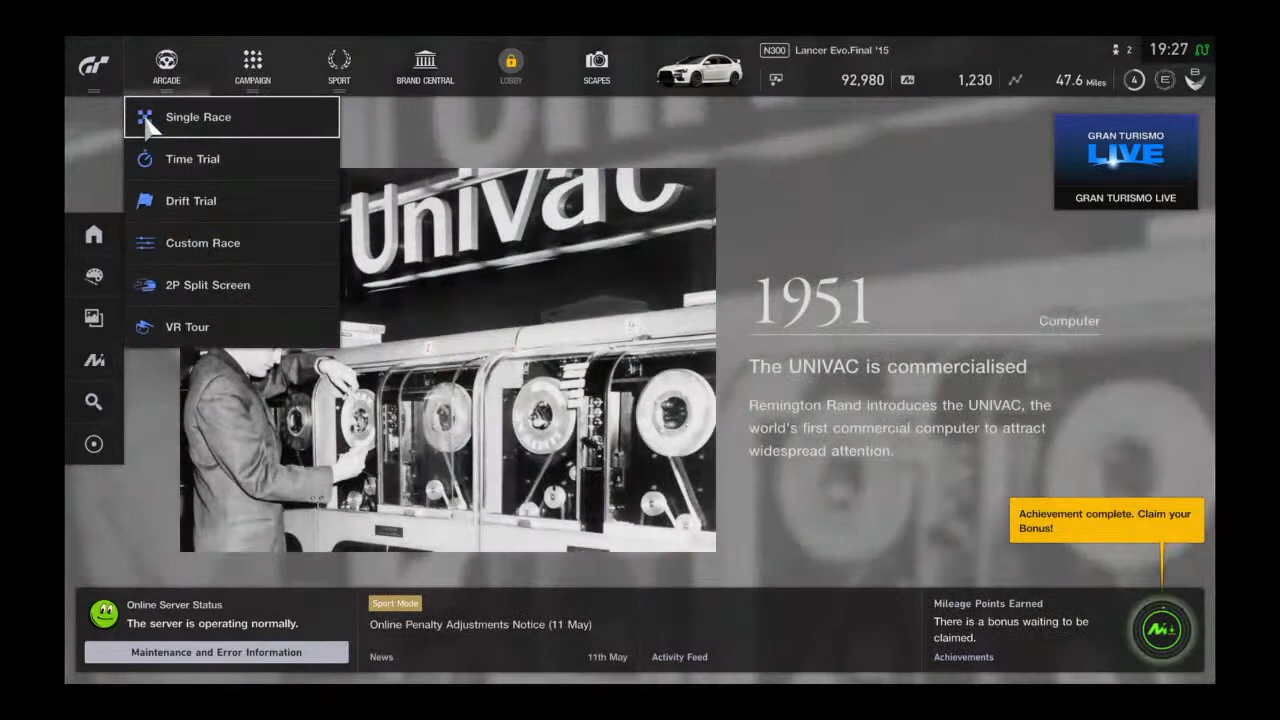 N300 Lancer Evo.Final '15
2 19:27
ARCADE CAMPAIGN SPORT BRAND CENTRAL LOBBY SCAPES
92,980 1,230 47.6 Miles 4 E B
Single Race
Time Trial
Drift Trial
Custom Race
2P Split Screen
VR Tour
GRAN TURISMO
LIVE
GRAN TURISMO LIVE
Univac
1951
Computer
The UNIVAC is commercialised
Remington Rand introduces the UNIVAC, the
world's first commercial computer to attract
widespread attention.
Achievement complete. Claim your
Bonus!
Online Server Status
The server is operating normally.
Maintenance and Error Information
Sport Mode
Online Penalty Adjustments Notice (11 May)
News 11th May
Activity Feed
Mileage Points Earned
There is a bonus waiting to be
claimed.
Achievements